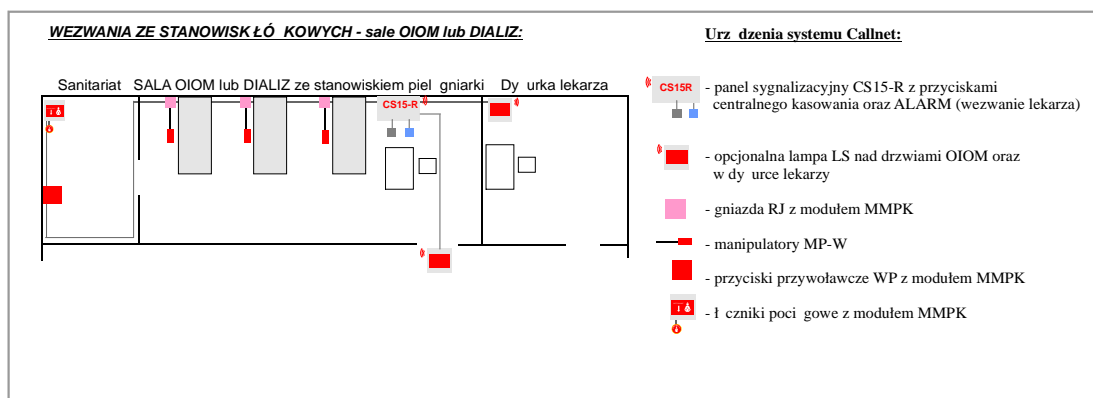 WEZWANIA ZE STANOWISK ŁÓ KOWYCH - sale OIOM lub DIALIZ:
Urz dzenia systemu Callnet:
Sanitariat SALA OIOM lub DIALIZ ze stanowiskiem piel gniarki Dy urka lekarza
CS15-R
CS15R
- panel sygnalizacyjny CS15-R z przyciskami
centralnego kasowania oraz ALARM (wezwanie lekarza)
- opcjonalna lampa LS nad drzwiami OIOM oraz
w dy urce lekarzy
- gniazda RJ z modułem MMPK
- manipulatory MP-W
- przyciski przywoławcze WP z modułem MMPK
- ł czniki poci gowe z modułem MMPK